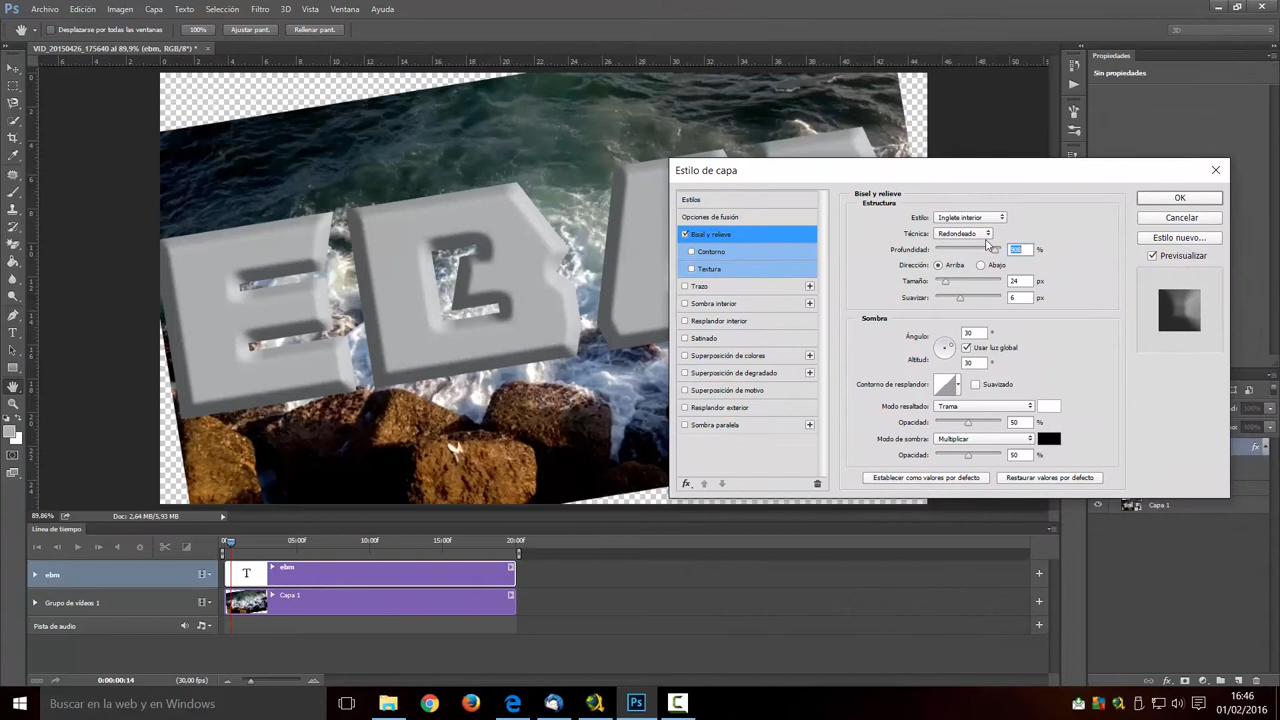 Ps Archivo Edición Imagen Capa Texto Selección Filtro 3D Vista Ventana Ayuda
Desplazarse por todas las ventanas 100% Ajustar pant. Rellenar pant. 3D
VID_20150426_175640 al 89,9% (ebm, RGB/8*) * ×
Propiedades
Sin propiedades
EB
Estilo de capa
Estilos
Opciones de fusión
Bisel y relieve
Contorno
Textura
Trazo
Sombra interior
Resplandor interior
Satinado
Superposición de colores
Superposición de degradado
Superposición de motivo
Resplandor exterior
Sombra paralela
fx
Bisel y relieve
Estructura
Estilo: Inglete interior
Técnica: Redondeado
Profundidad: %
Dirección: Arriba Abajo
Tamaño: 24 px
Suavizar: 6 px
Sombra
Ángulo: 30 °
Usar luz global
Altitud: 30 °
Contorno de resplandor: Suavizado
Modo resaltado: Trama
Opacidad: 50 %
Modo de sombra: Multiplicar
Opacidad: 50 %
Establecer como valores por defecto Restaurar valores por defecto
OK
Cancelar
Estilo nuevo...
Previsualizar
fx
Capa 1
89,86% Doc: 2,64 MB/5,93 MB
Línea de tiempo
05:00f 10:00f 15:00f 20:00f
ebm T ebm
Grupo de vídeos 1 Capa 1
Pista de audio
0:00:00:14 (30,00 fps)
Buscar en la web y en Windows
Ps
16:46
01/02/2016